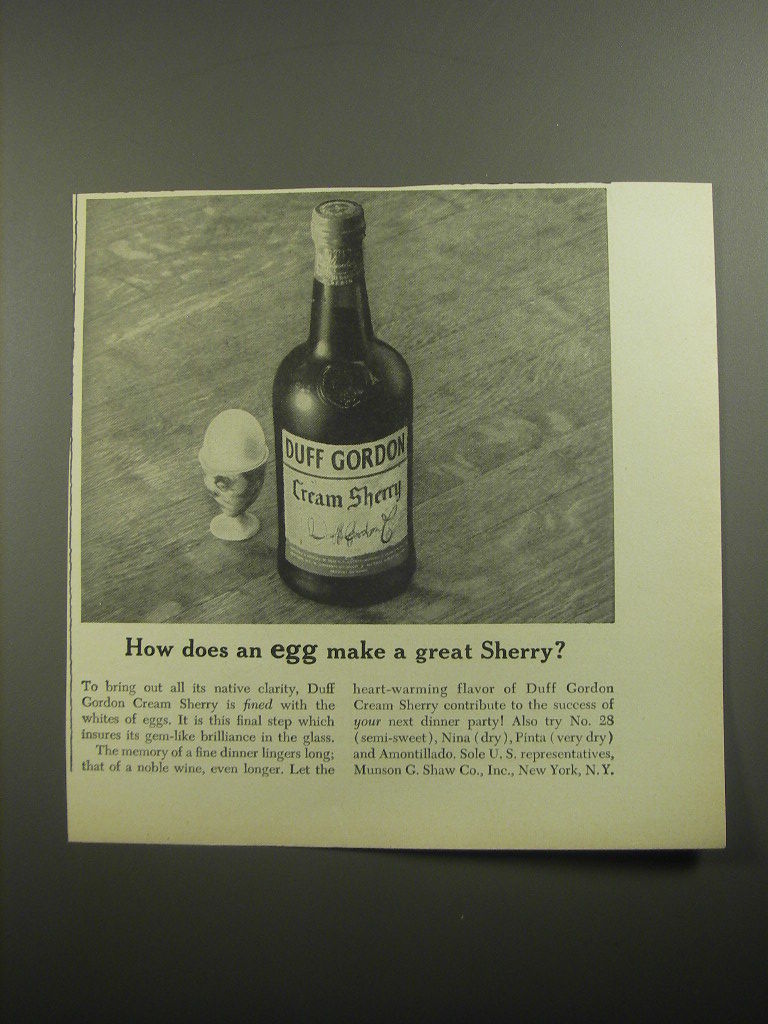 DUFF GORDON
Cream Sherry
Duff Gordon
How does an egg make a great Sherry?
To bring out all its native clarity, Duff
Gordon Cream Sherry is fined with the
whites of eggs. It is this final step which
insures its gem-like brilliance in the glass.
The memory of a fine dinner lingers long;
that of a noble wine, even longer. Let the
heart-warming flavor of Duff Gordon
Cream Sherry contribute to the success of
your next dinner party! Also try No. 28
(semi-sweet), Nina (dry), Pinta (very dry)
and Amontillado. Sole U. S. representatives,
Munson G. Shaw Co., Inc., New York, N.Y.